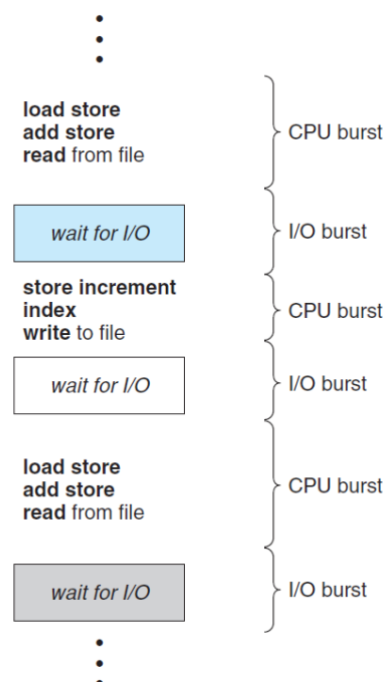 load store
add store
read from file
CPU burst
wait for I/O
I/O burst
store increment
index
write to file
CPU burst
wait for I/O
I/O burst
load store
add store
read from file
CPU burst
wait for I/O
I/O burst